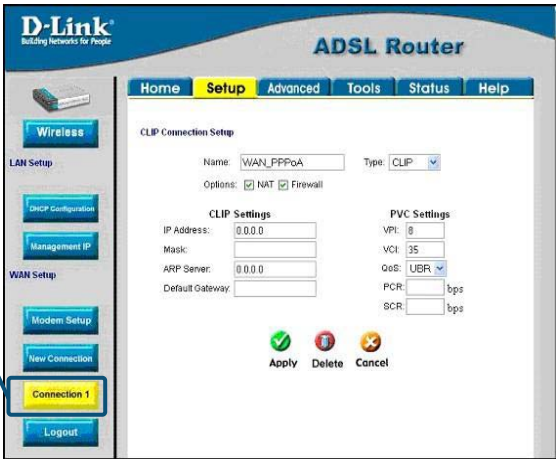 D-Link
Building Networks for People
ADSL Router
Home Setup Advanced Tools Status Help
Wireless
LAN Setup
DHCP Configuration
Management IP
WAN Setup
Modem Setup
New Connection
Connection 1
Logout
CLIP Connection Setup
Name: WAN_PPPoA Type: CLIP
Options: NAT Firewall
CLIP Settings
IP Address: 0.0.0.0
Mask:
ARP Server: 0.0.0.0
Default Gateway:
PVC Settings
VPI: 8
VCI: 35
QoS: UBR
PCR: bps
SCR: bps
Apply Delete Cancel